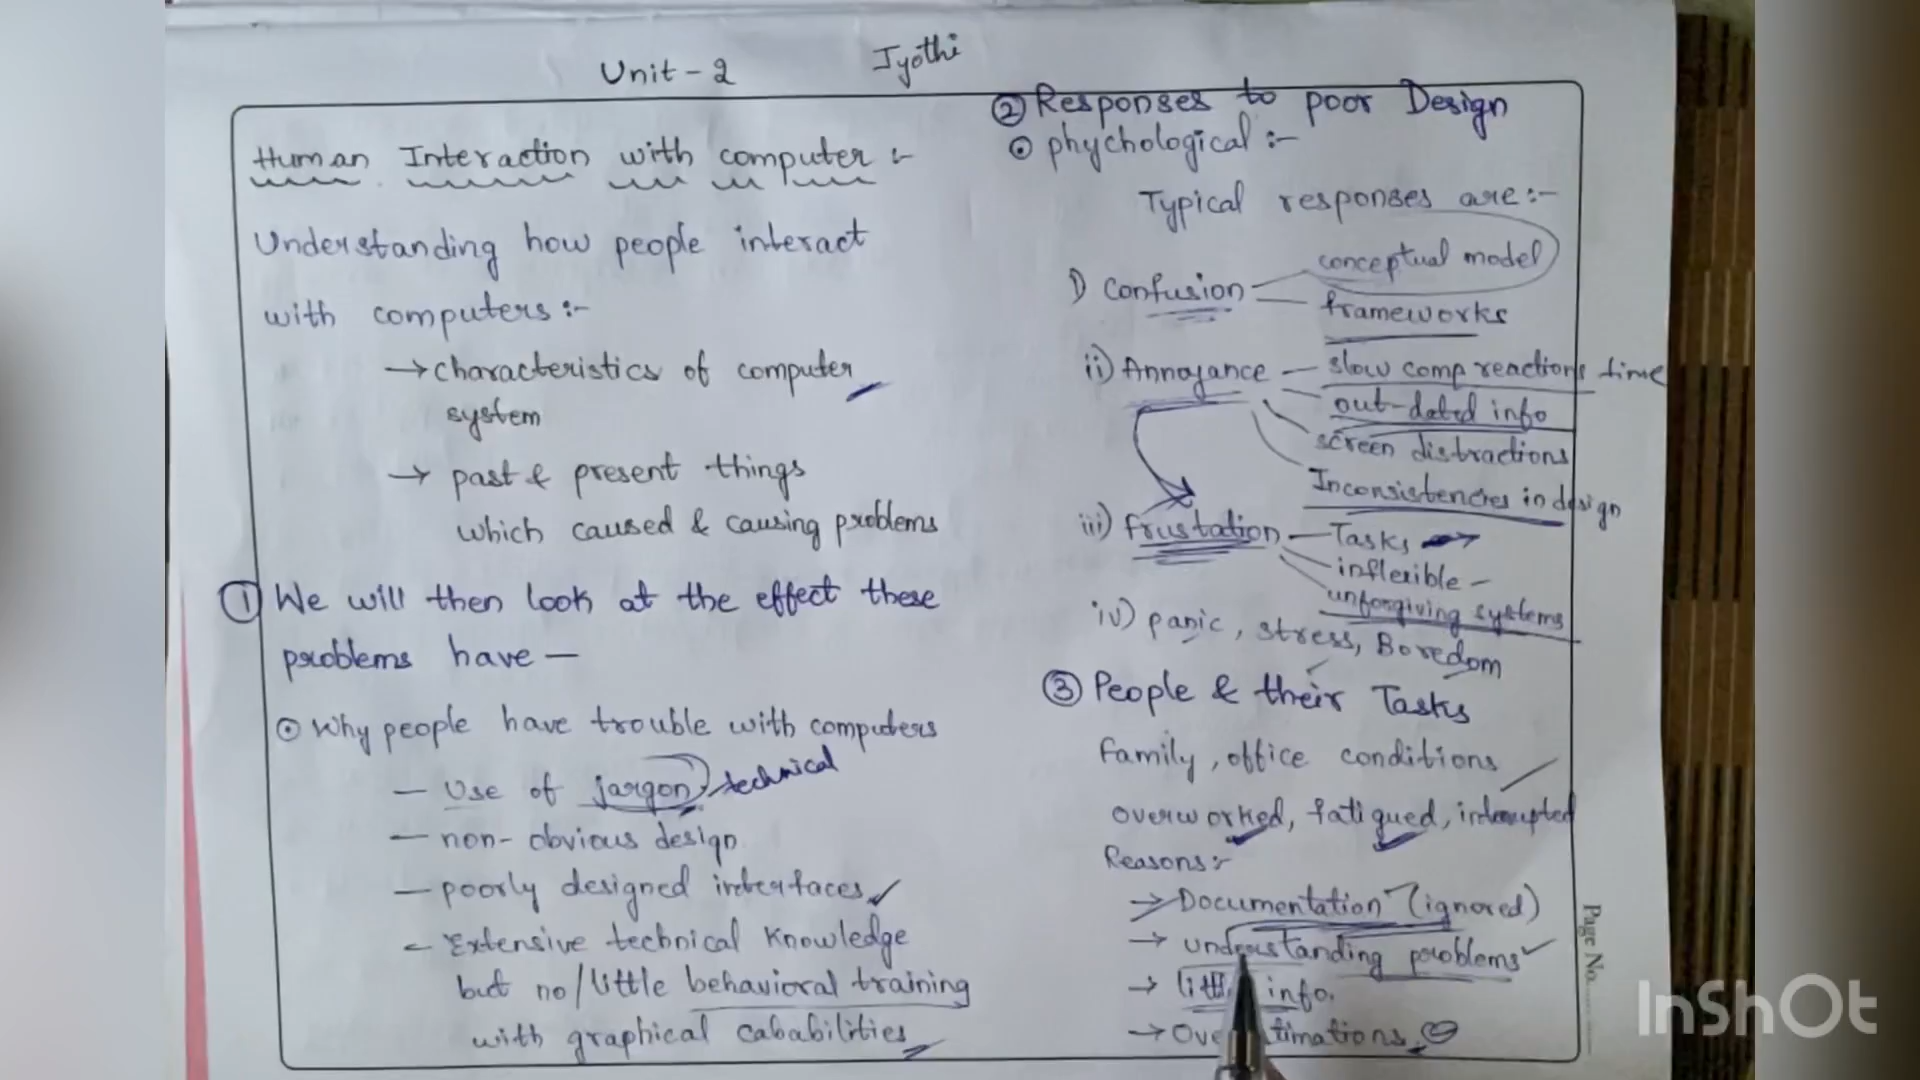 Unit-2 Jyothi
Human Interaction with computer :-
Understanding how people interact
with computers :-
→ characteristics of computer
system
→ past & present things
which caused & causing problems
① We will then look at the effect these
problems have —
⊙ Why people have trouble with computers
— Use of jargon technical
— non-obvious design
— poorly designed interfaces
— Extensive technical knowledge
but no/little behavioral training
with graphical cababilities
② Responses to poor Design
⊙ phychological :-
Typical responses are :-
i) Confusion — conceptual model
— frameworks
ii) Annoyance — slow comp reactions time
out-dated info
screen distractions
Inconsistencies in design
iii) frustation — Tasks →
inflexible —
unforgiving systems
iv) panic, stress, Boredom
③ People & their Tasks
family, office conditions
overworked, fatigued, interrupted
Reasons :-
→ Documentation (ignored)
→ understanding problems
→ info.
Page No.
InShOt